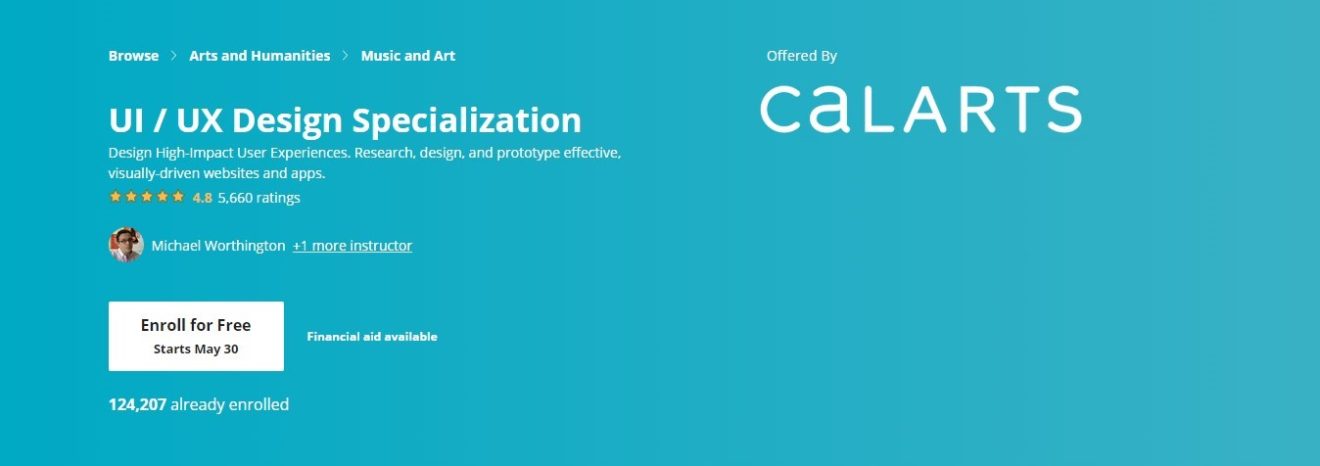 Browse > Arts and Humanities > Music and Art
UI / UX Design Specialization
Design High-Impact User Experiences. Research, design, and prototype effective,
visually-driven websites and apps.
4.8 5,660 ratings
Michael Worthington +1 more instructor
Enroll for Free
Starts May 30
Financial aid available
124,207 already enrolled
Offered By
CaLARTS